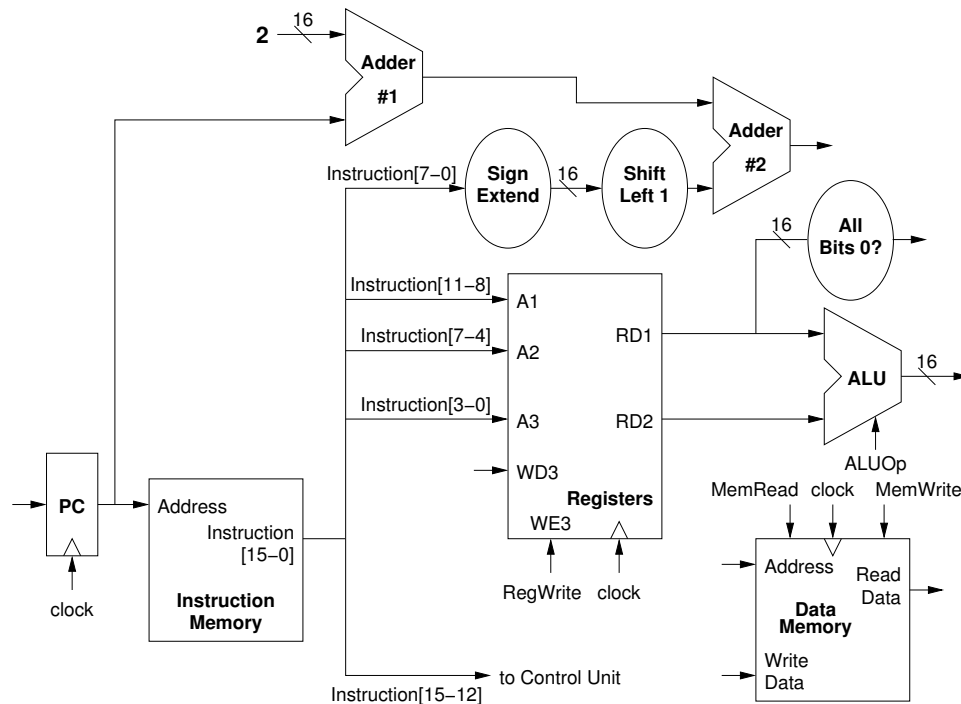 16
2
Adder
#1
Adder
#2
Instruction[7−0]
Sign
Extend
16
Shift
Left 1
16
All
Bits 0?
Instruction[11−8]
A1
Instruction[7−4]
A2
RD1
Instruction[3−0]
A3
RD2
ALU
16
ALUOp
WD3
Registers
WE3
RegWrite
clock
PC
clock
Address
Instruction
[15−0]
Instruction
Memory
MemRead
clock
MemWrite
Address
Read
Data
Data
Memory
Write
Data
to Control Unit
Instruction[15−12]